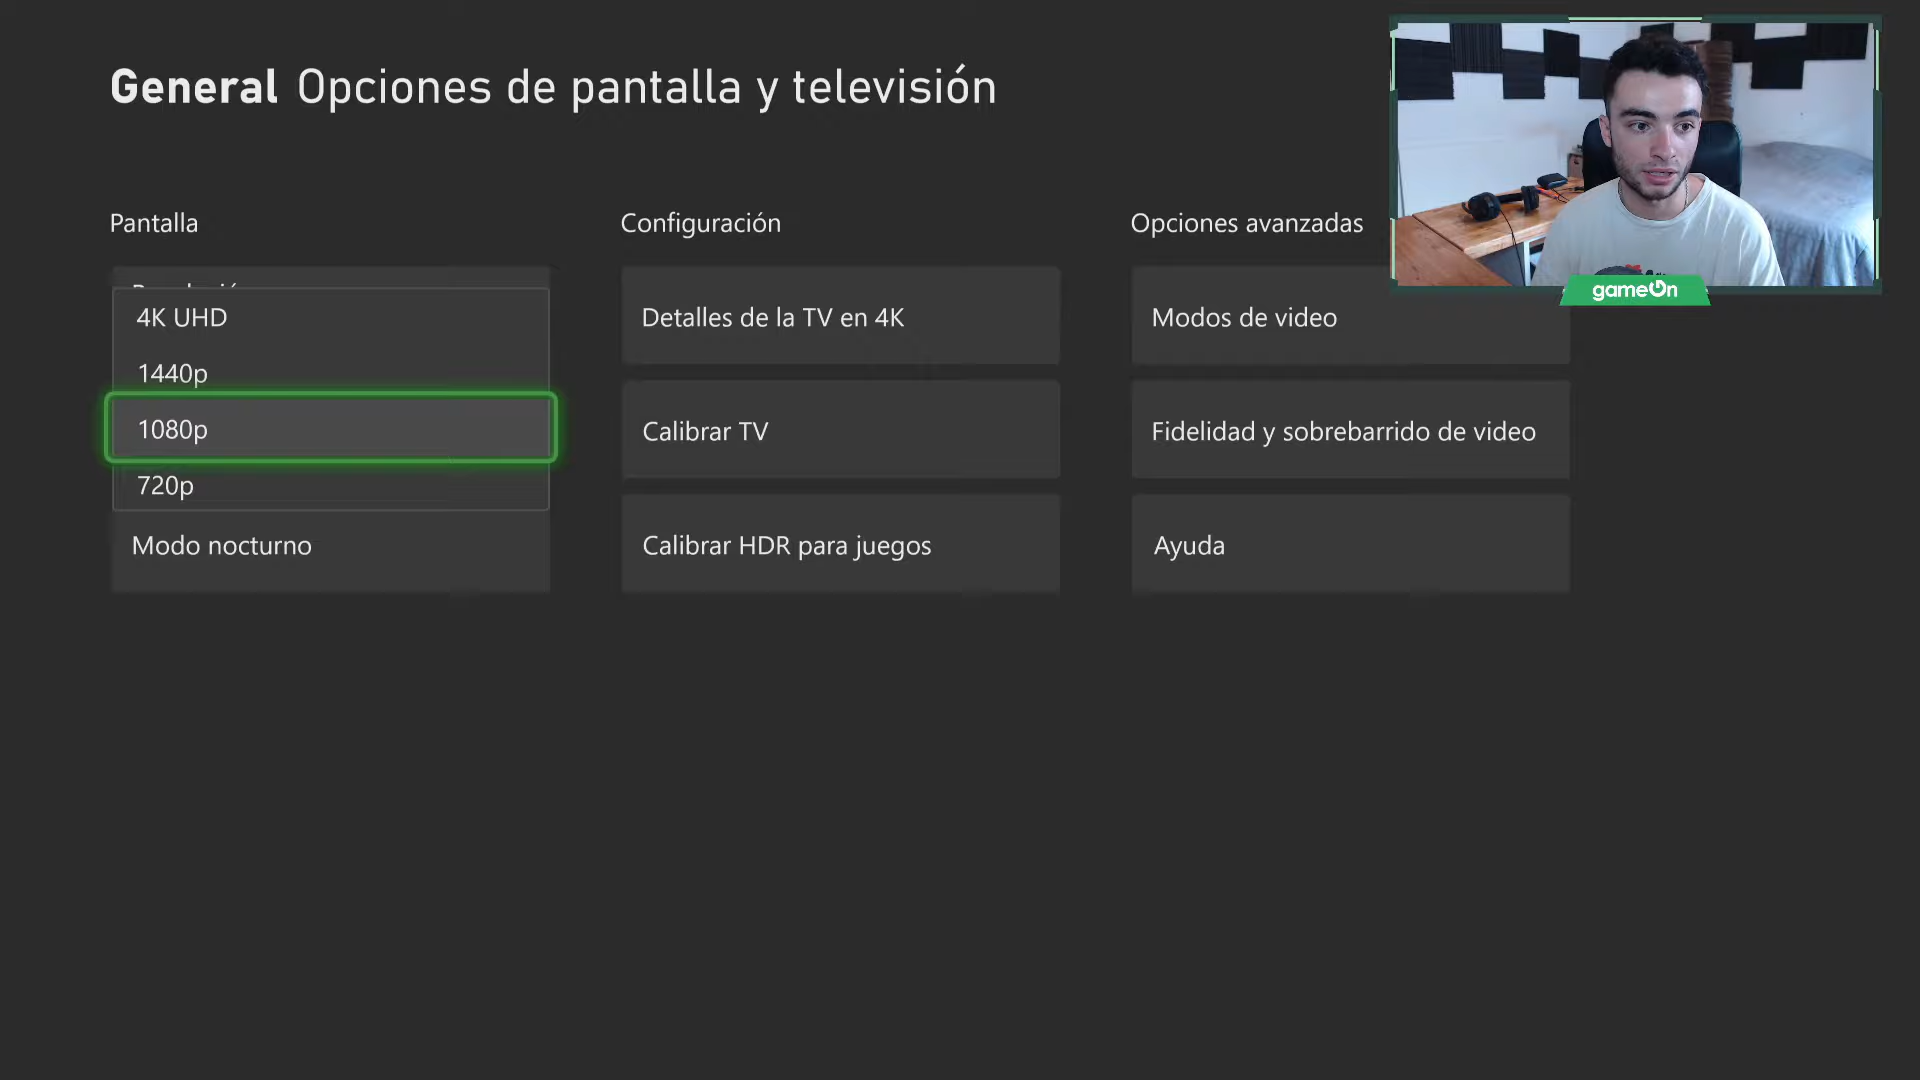 General Opciones de pantalla y televisión
Pantalla
4K UHD
1440p
1080p
720p
Modo nocturno
Configuración
Detalles de la TV en 4K
Calibrar TV
Calibrar HDR para juegos
Opciones avanzadas
Modos de video
Fidelidad y sobrebarrido de video
Ayuda
gameOn